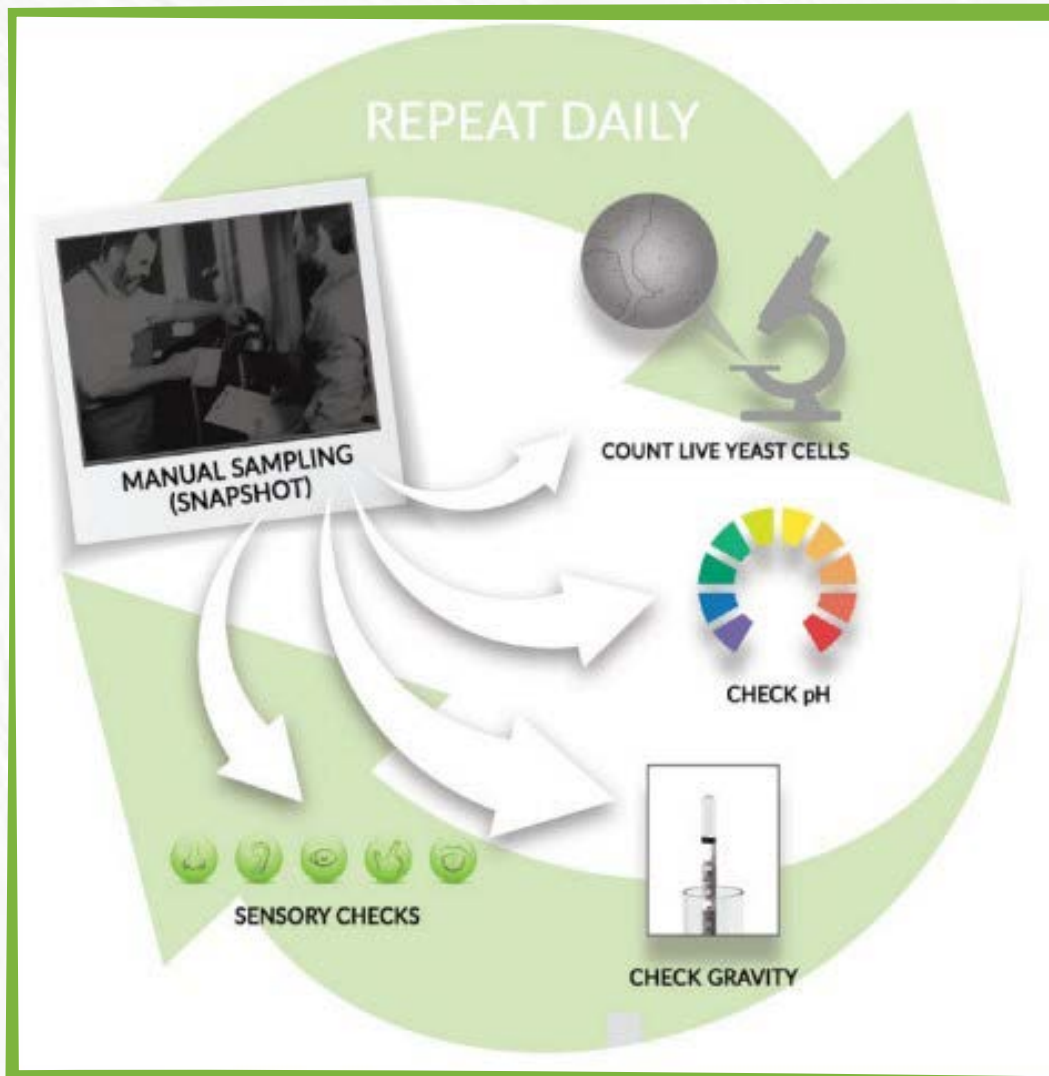 REPEAT DAILY
MANUAL SAMPLING
(SNAPSHOT)
COUNT LIVE YEAST CELLS
CHECK pH
SENSORY CHECKS
CHECK GRAVITY